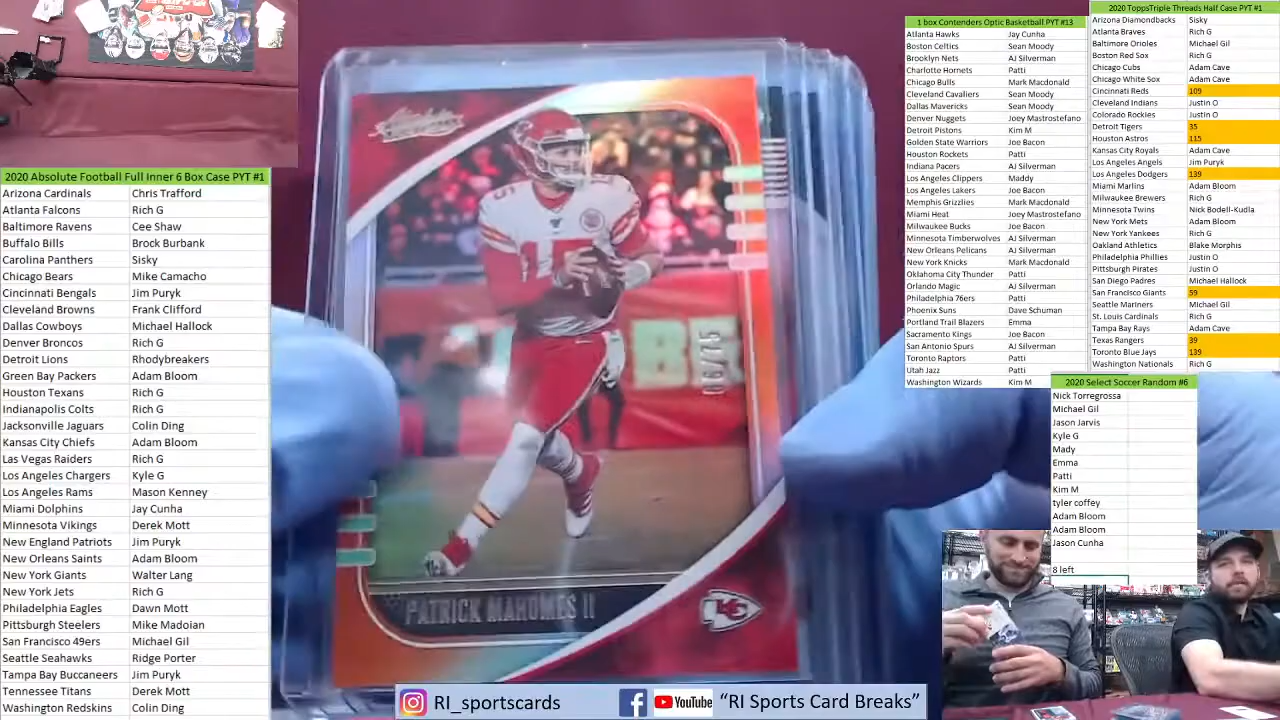 2020 Absolute Football Full Inner 6 Box Case PYT #1
Arizona Cardinals Chris Trafford
Atlanta Falcons Rich G
Baltimore Ravens Cee Shaw
Buffalo Bills Brock Burbank
Carolina Panthers Sisky
Chicago Bears Mike Camacho
Cincinnati Bengals Jim Puryk
Cleveland Browns Frank Clifford
Dallas Cowboys Michael Hallock
Denver Broncos Rich G
Detroit Lions Rhodybreakers
Green Bay Packers Adam Bloom
Houston Texans Rich G
Indianapolis Colts Rich G
Jacksonville Jaguars Colin Ding
Kansas City Chiefs Adam Bloom
Las Vegas Raiders Rich G
Los Angeles Chargers Kyle G
Los Angeles Rams Mason Kenney
Miami Dolphins Jay Cunha
Minnesota Vikings Derek Mott
New England Patriots Jim Puryk
New Orleans Saints Adam Bloom
New York Giants Walter Lang
New York Jets Rich G
Philadelphia Eagles Dawn Mott
Pittsburgh Steelers Mike Madoian
San Francisco 49ers Michael Gil
Seattle Seahawks Ridge Porter
Tampa Bay Buccaneers Jim Puryk
Tennessee Titans Derek Mott
Washington Redskins Colin Ding
Absolute
15
PATRICK MAHOMES II
KC
1 box Contenders Optic Basketball PYT #13
Atlanta Hawks Jay Cunha
Boston Celtics Sean Moody
Brooklyn Nets AJ Silverman
Charlotte Hornets Patti
Chicago Bulls Mark Macdonald
Cleveland Cavaliers Sean Moody
Dallas Mavericks Sean Moody
Denver Nuggets Joey Mastrostefano
Detroit Pistons Kim M
Golden State Warriors Joe Bacon
Houston Rockets Patti
Indiana Pacers AJ Silverman
Los Angeles Clippers Maddy
Los Angeles Lakers Joe Bacon
Memphis Grizzlies Mark Macdonald
Miami Heat Joey Mastrostefano
Milwaukee Bucks Joe Bacon
Minnesota Timberwolves AJ Silverman
New Orleans Pelicans AJ Silverman
New York Knicks Mark Macdonald
Oklahoma City Thunder Patti
Orlando Magic AJ Silverman
Philadelphia 76ers Patti
Phoenix Suns Dave Schuman
Portland Trail Blazers Emma
Sacramento Kings Joe Bacon
San Antonio Spurs AJ Silverman
Toronto Raptors Patti
Utah Jazz Patti
Washington Wizards Kim M
2020 ToppsTriple Threads Half Case PYT #1
Arizona Diamondbacks Sisky
Atlanta Braves Rich G
Baltimore Orioles Michael Gil
Boston Red Sox Rich G
Chicago Cubs Adam Cave
Chicago White Sox Adam Cave
Cincinnati Reds 109
Cleveland Indians Justin O
Colorado Rockies Justin O
Detroit Tigers 35
Houston Astros 115
Kansas City Royals Adam Cave
Los Angeles Angels Jim Puryk
Los Angeles Dodgers 139
Miami Marlins Adam Bloom
Milwaukee Brewers Rich G
Minnesota Twins Nick Bodell-Kudla
New York Mets Adam Bloom
New York Yankees Rich G
Oakland Athletics Blake Morphis
Philadelphia Phillies Justin O
Pittsburgh Pirates Justin O
San Diego Padres Michael Hallock
San Francisco Giants 59
Seattle Mariners Michael Gil
St. Louis Cardinals Rich G
Tampa Bay Rays Adam Cave
Texas Rangers 39
Toronto Blue Jays 139
Washington Nationals Rich G
2020 Select Soccer Random #6
Nick Torregrossa
Michael Gil
Jason Jarvis
Kyle G
Mady
Emma
Patti
Kim M
tyler coffey
Adam Bloom
Adam Bloom
Jason Cunha
8 left
RI_sportscards
YouTube "RI Sports Card Breaks"